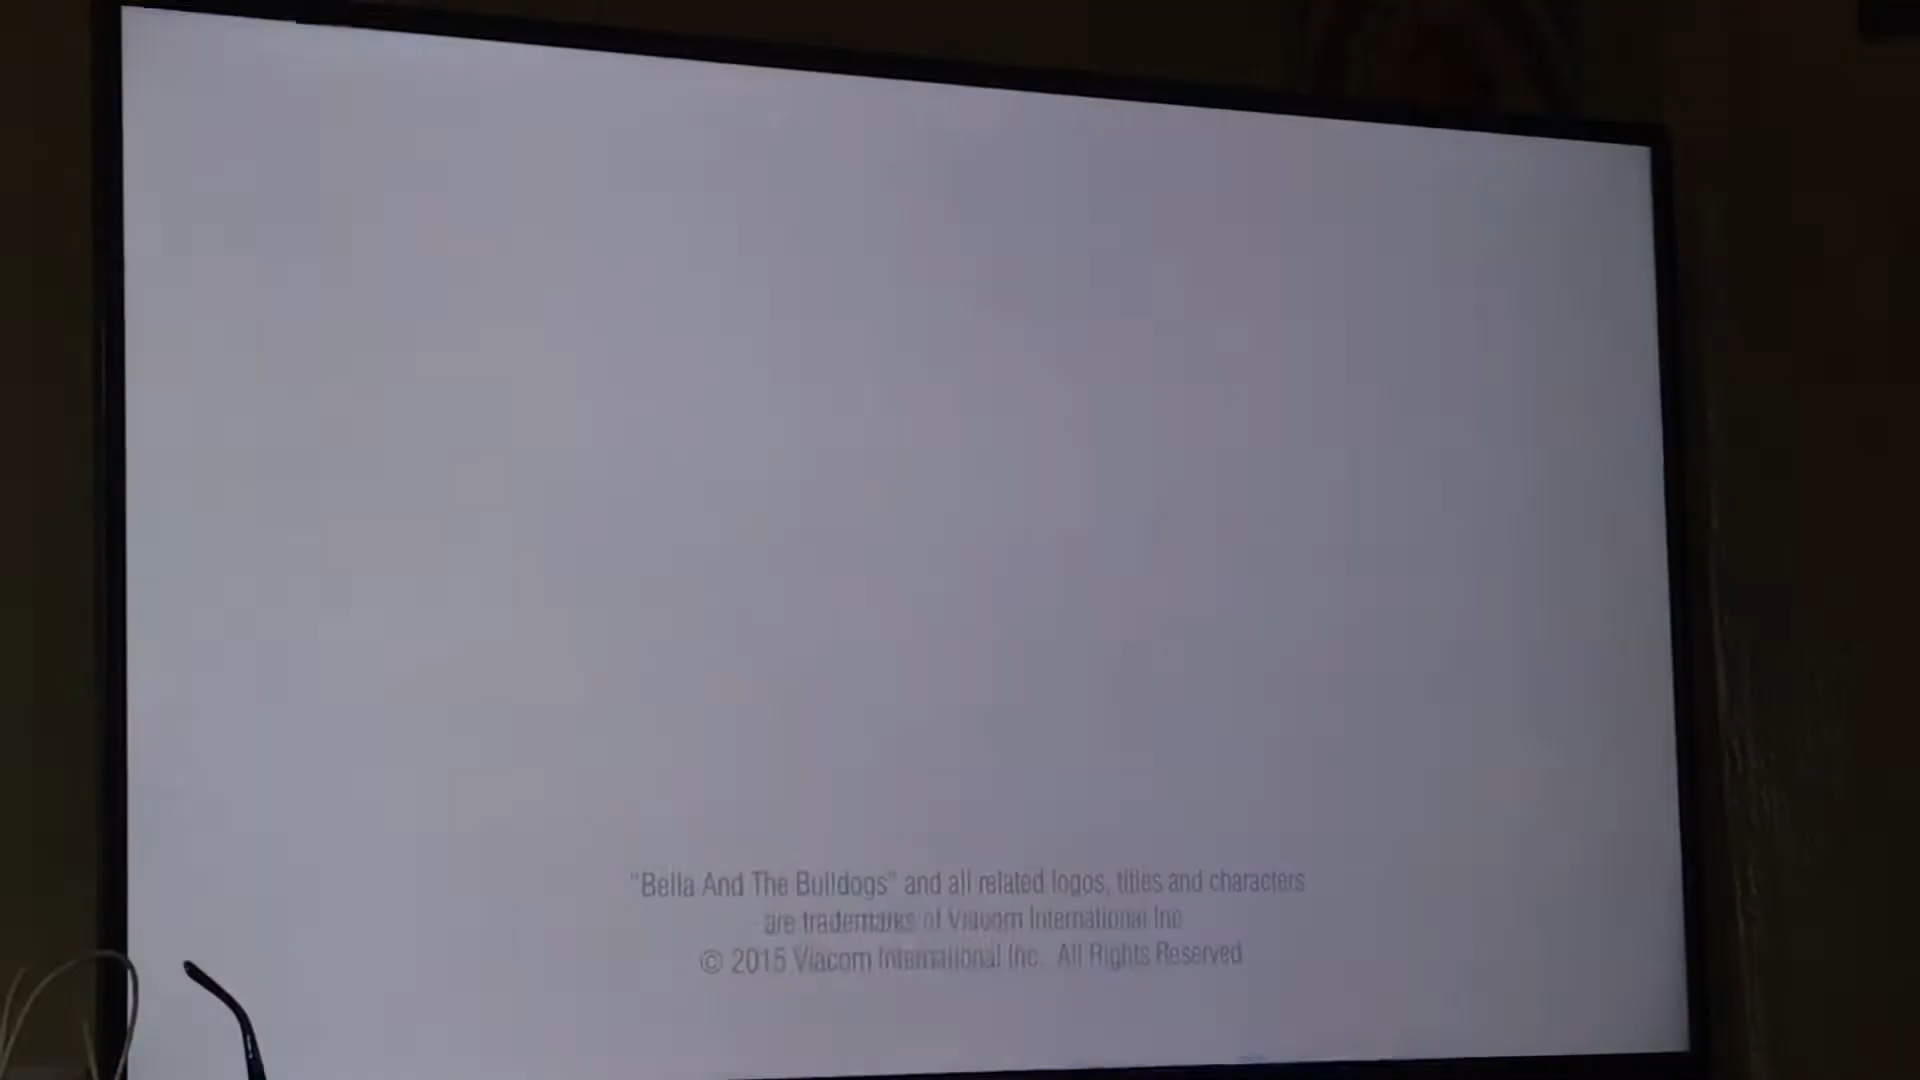 "Bella And The Bulldogs" and all related logos, titles and characters
are trademarks of Viacom International Inc.
© 2015 Viacom International Inc. All Rights Reserved